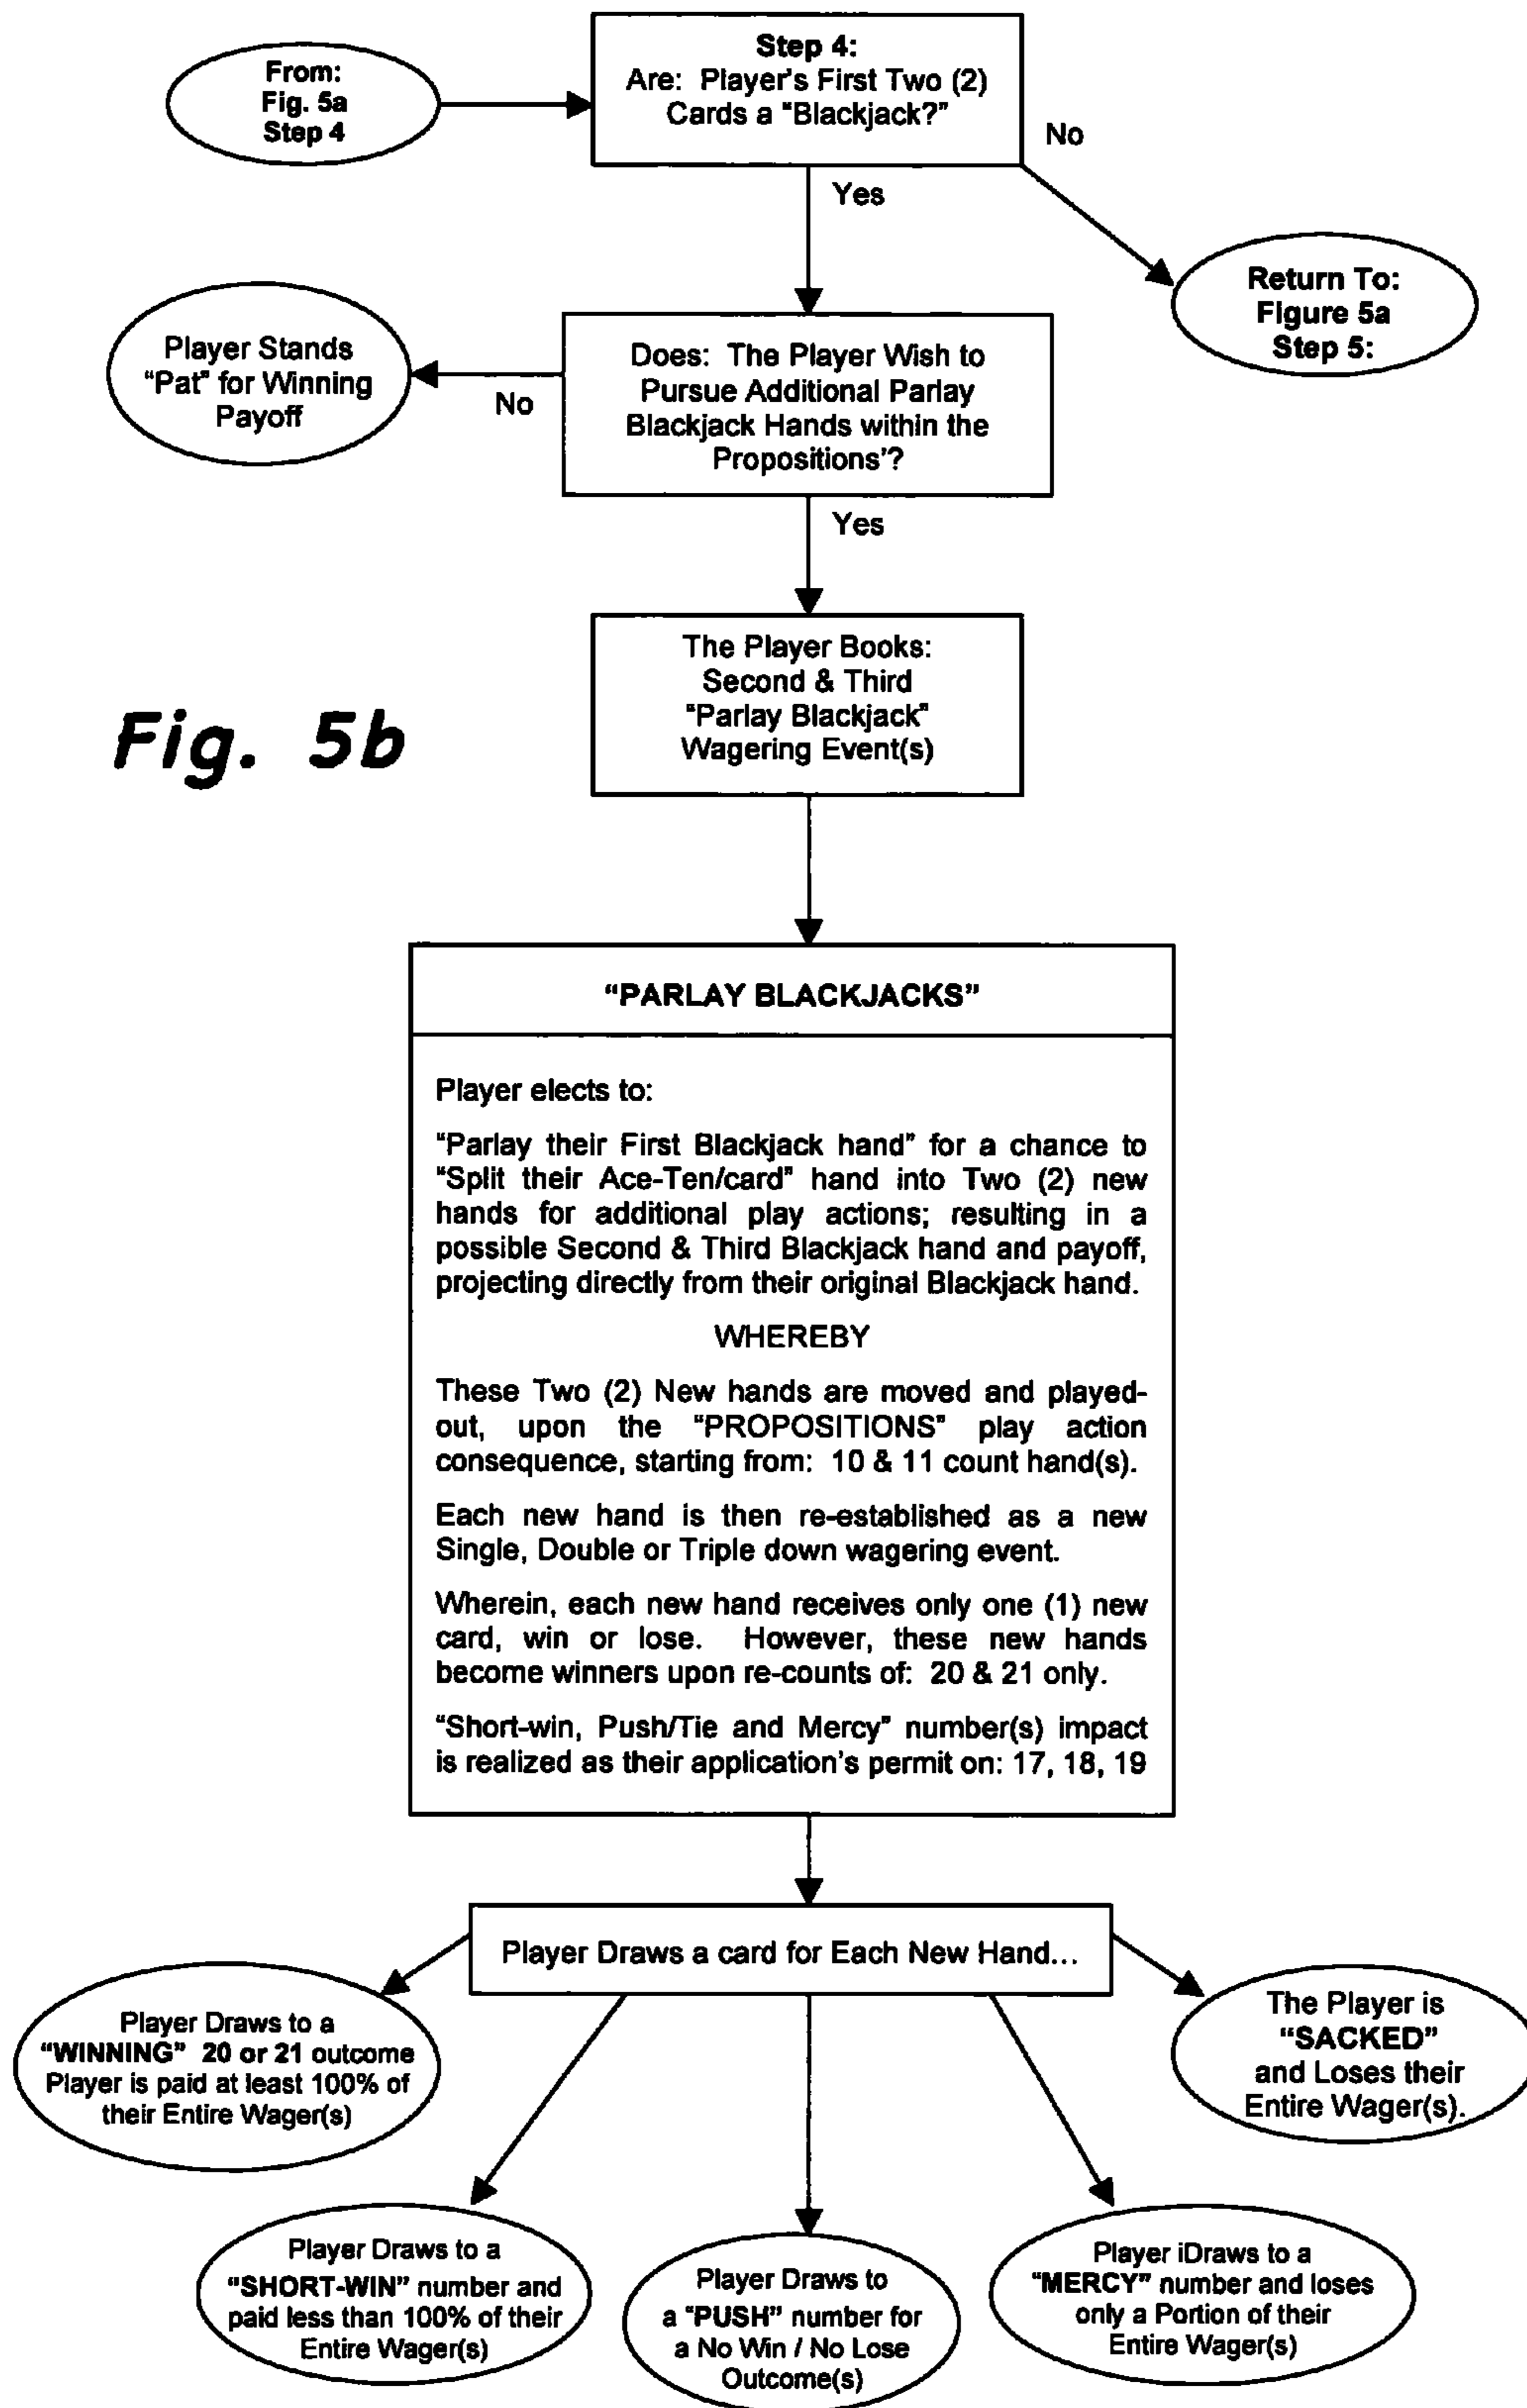 From:
Fig. 5a
Step 4
Step 4:
Are: Player's First Two (2)
Cards a "Blackjack?"
No
Yes
Return To:
Figure 5a
Step 5:
Player Stands
"Pat" for Winning
Payoff
No
Does: The Player Wish to
Pursue Additional Parlay
Blackjack Hands within the
Propositions'?
Yes
The Player Books:
Second & Third
"Parlay Blackjack"
Wagering Event(s)
Fig. 5b
"PARLAY BLACKJACKS"
Player elects to:
"Parlay their First Blackjack hand" for a chance to
"Split their Ace-Ten/card" hand into Two (2) new
hands for additional play actions; resulting in a
possible Second & Third Blackjack hand and payoff,
projecting directly from their original Blackjack hand.
WHEREBY
These Two (2) New hands are moved and played-
out, upon the "PROPOSITIONS" play action
consequence, starting from: 10 & 11 count hand(s).
Each new hand is then re-established as a new
Single, Double or Triple down wagering event.
Wherein, each new hand receives only one (1) new
card, win or lose. However, these new hands
become winners upon re-counts of: 20 & 21 only.
"Short-win, Push/Tie and Mercy" number(s) impact
is realized as their application's permit on: 17, 18, 19
Player Draws a card for Each New Hand...
Player Draws to a
"WINNING" 20 or 21 outcome
Player is paid at least 100% of
their Entire Wager(s)
The Player is
"SACKED"
and Loses their
Entire Wager(s).
Player Draws to a
"SHORT-WIN" number and
paid less than 100% of their
Entire Wager(s)
Player Draws to
a "PUSH" number for
a No Win / No Lose
Outcome(s)
Player iDraws to a
"MERCY" number and loses
only a Portion of their
Entire Wager(s)